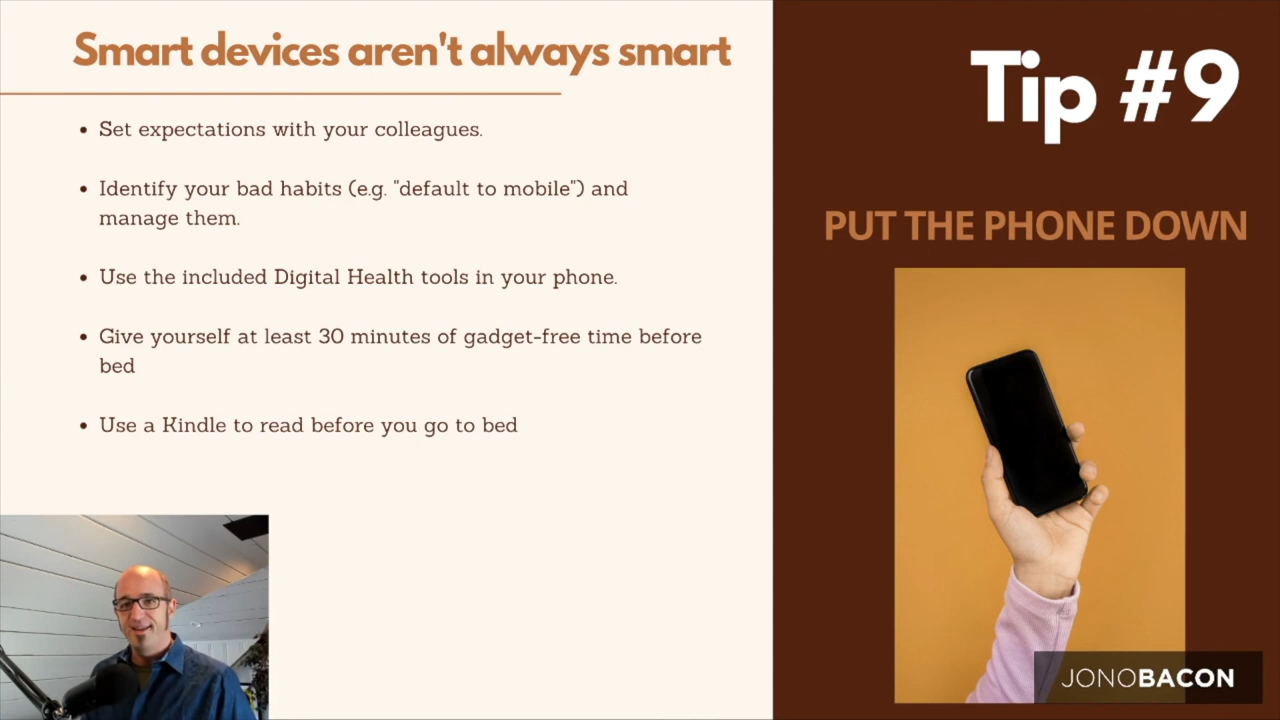 Smart devices aren't always smart
• Set expectations with your colleagues.
• Identify your bad habits (e.g. "default to mobile") and
manage them.
• Use the included Digital Health tools in your phone.
• Give yourself at least 30 minutes of gadget-free time before
bed
• Use a Kindle to read before you go to bed
Tip #9
PUT THE PHONE DOWN
JONOBACON